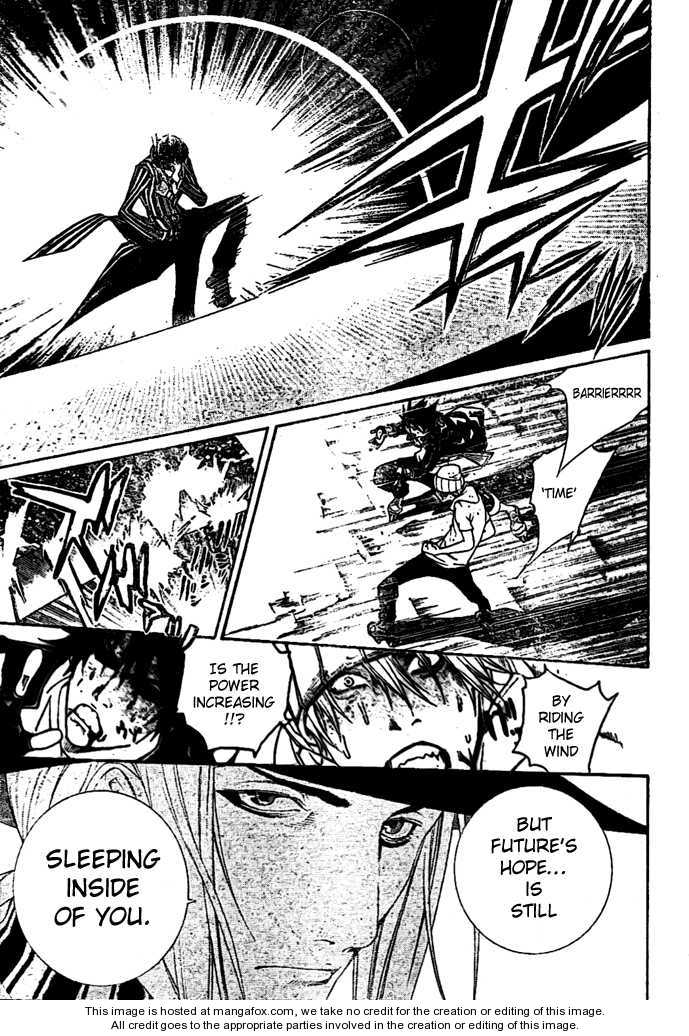 BARRIERRRR
'TIME'
BY
RIDING
THE
WIND
IS THE
POWER
INCREASING
!!?
BUT
FUTURE'S
HOPE...
IS
STILL
SLEEPING
INSIDE
OF YOU.
This image is hosted at mangafox.com, we take no credit for the creation or editing of this image.
All credit goes to the appropriate parties involved in the creation or editing of this image.